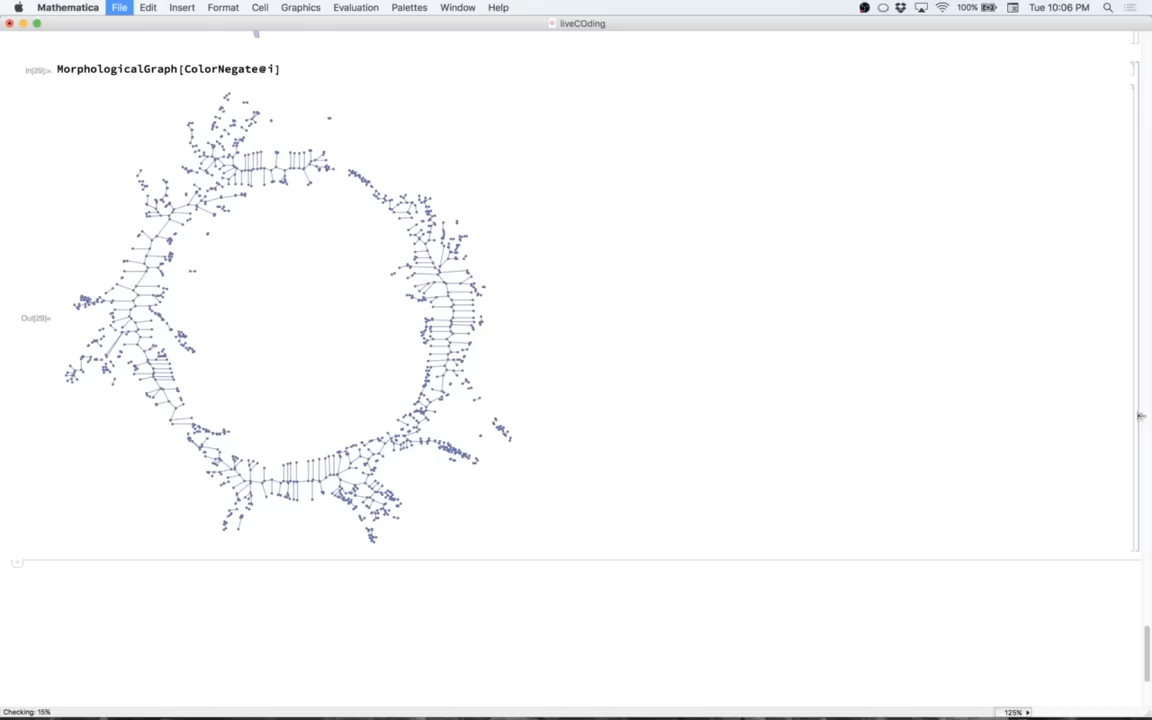 Mathematica File Edit Insert Format Cell Graphics Evaluation Palettes Window Help 100% Tue 10:06 PM
liveCOding
In[29]:= MorphologicalGraph[ColorNegate@i]
Out[29]=
Checking: 15% 125%